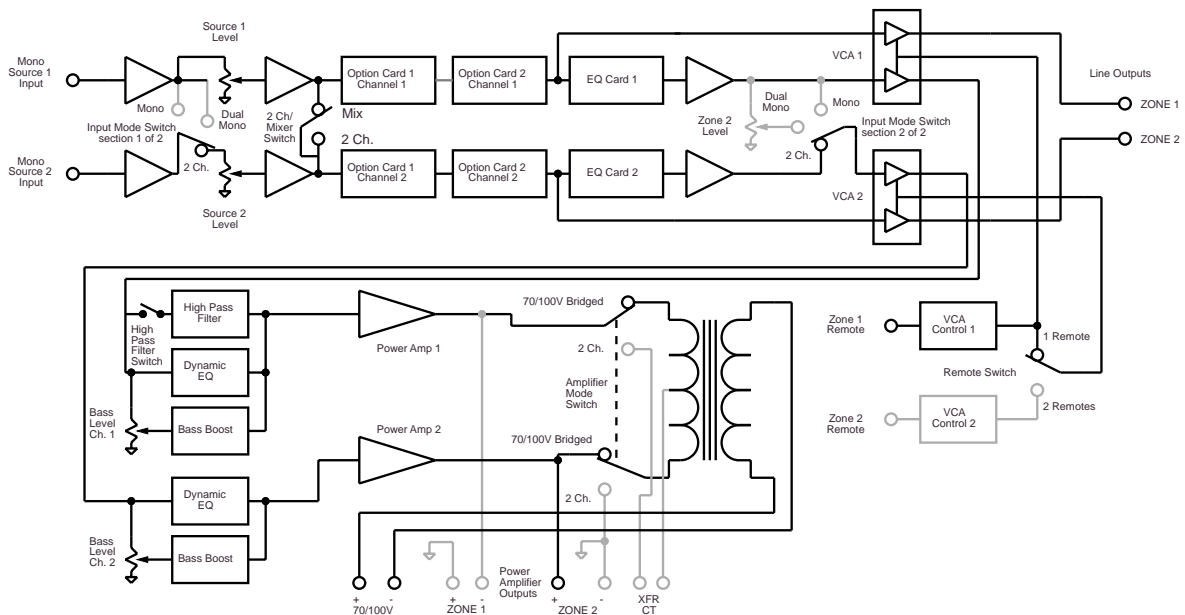 Source 1
Level
Mono
Source 1
Input
Mono
Dual
Mono
Input Mode Switch
section 1 of 2
2 Ch.
Mono
Source 2
Input
Source 2
Level
2 Ch/
Mixer
Switch
Mix
2 Ch.
Option Card 1
Channel 1
Option Card 2
Channel 1
EQ Card 1
Option Card 1
Channel 2
Option Card 2
Channel 2
EQ Card 2
Zone 2
Level
Dual
Mono
Mono
Input Mode Switch
section 2 of 2
2 Ch.
VCA 1
VCA 2
Line Outputs
ZONE 1
ZONE 2
High Pass
Filter
High
Pass
Filter
Switch
Dynamic
EQ
Bass
Level
Ch. 1
Bass Boost
Power Amp 1
70/100V Bridged
2 Ch.
Amplifier
Mode
Switch
Zone 1
Remote
VCA
Control 1
1 Remote
Remote Switch
Zone 2
Remote
VCA
Control 2
2 Remotes
Power Amp 2
70/100V Bridged
2 Ch.
Dynamic
EQ
Bass
Level
Ch. 2
Bass Boost
Power
Amplifier
Outputs
+ -
70/100V
+ -
ZONE 1
+ -
ZONE 2
XFR
CT